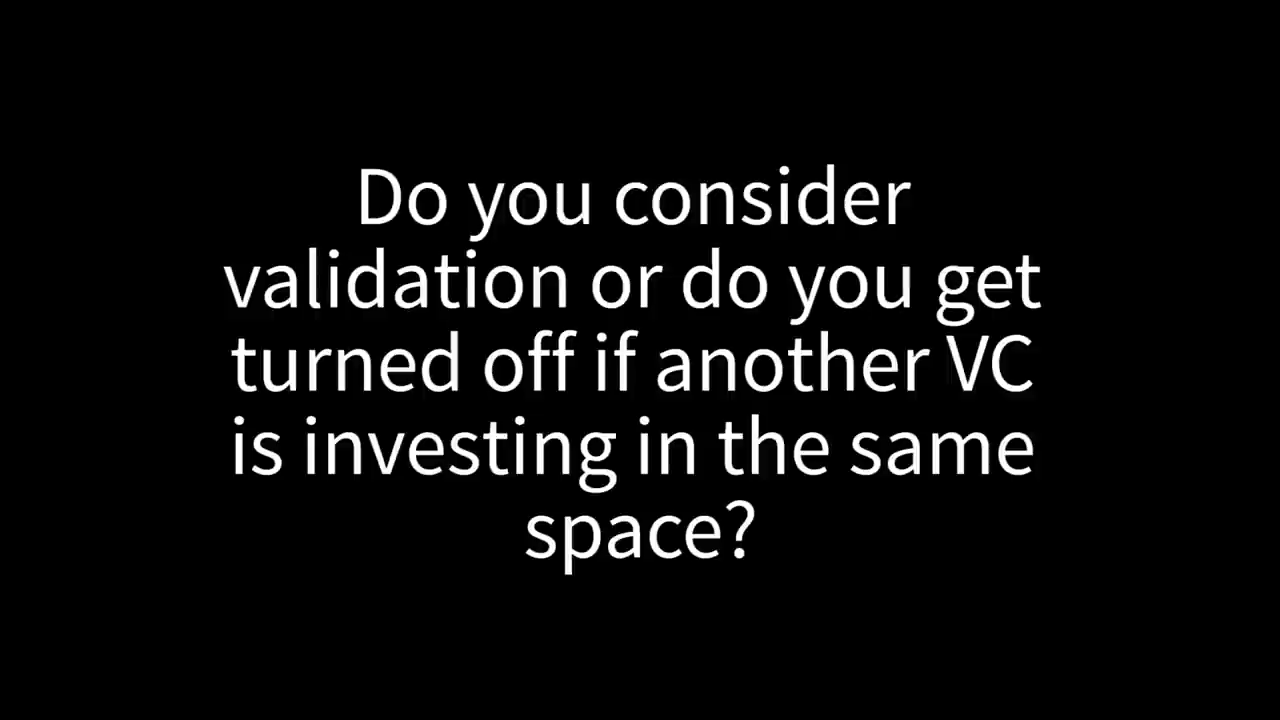 Do you consider
validation or do you get
turned off if another VC
is investing in the same
space?